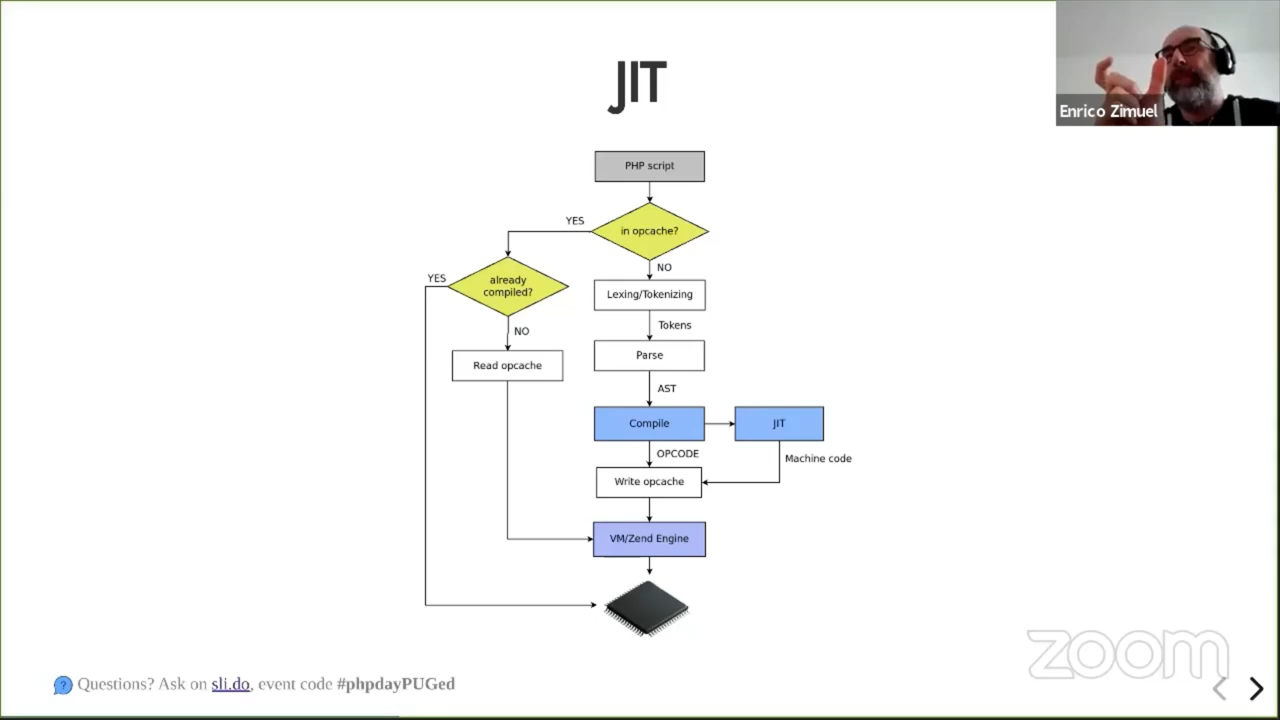 JIT
Enrico Zimuel
PHP script
YES
in opcache?
NO
YES
already
compiled?
Lexing/Tokenizing
Tokens
NO
Parse
Read opcache
AST
Compile
JIT
OPCODE
Machine code
Write opcache
VM/Zend Engine
zoom
? Questions? Ask on sli.do, event code #phpdayPUGed